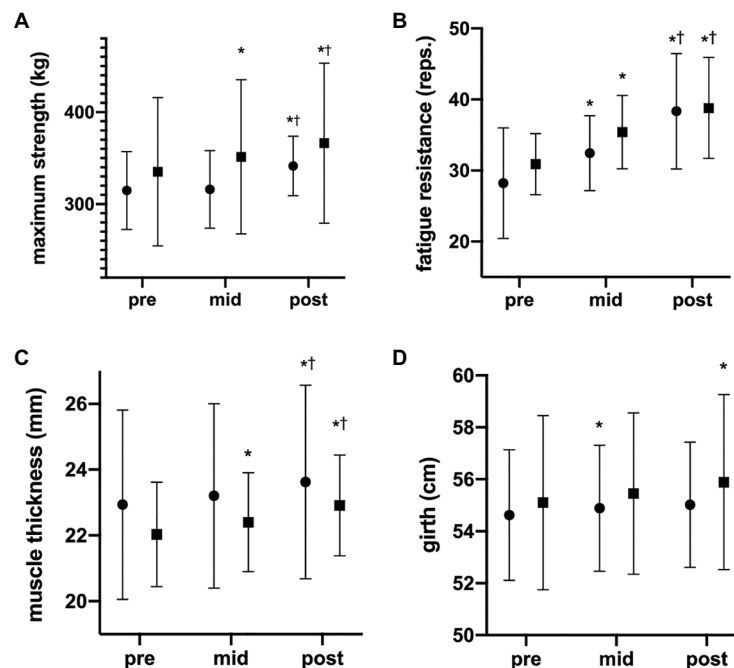 A
maximum strength (kg)
400
300
*
*†
*†
pre mid post
B
fatigue resistance (reps.)
50
40
30
20
*
*
*†
*†
pre mid post
C
muscle thickness (mm)
26
24
22
20
*
*†
*†
pre mid post
D
girth (cm)
60
58
56
54
52
50
*
*
pre mid post